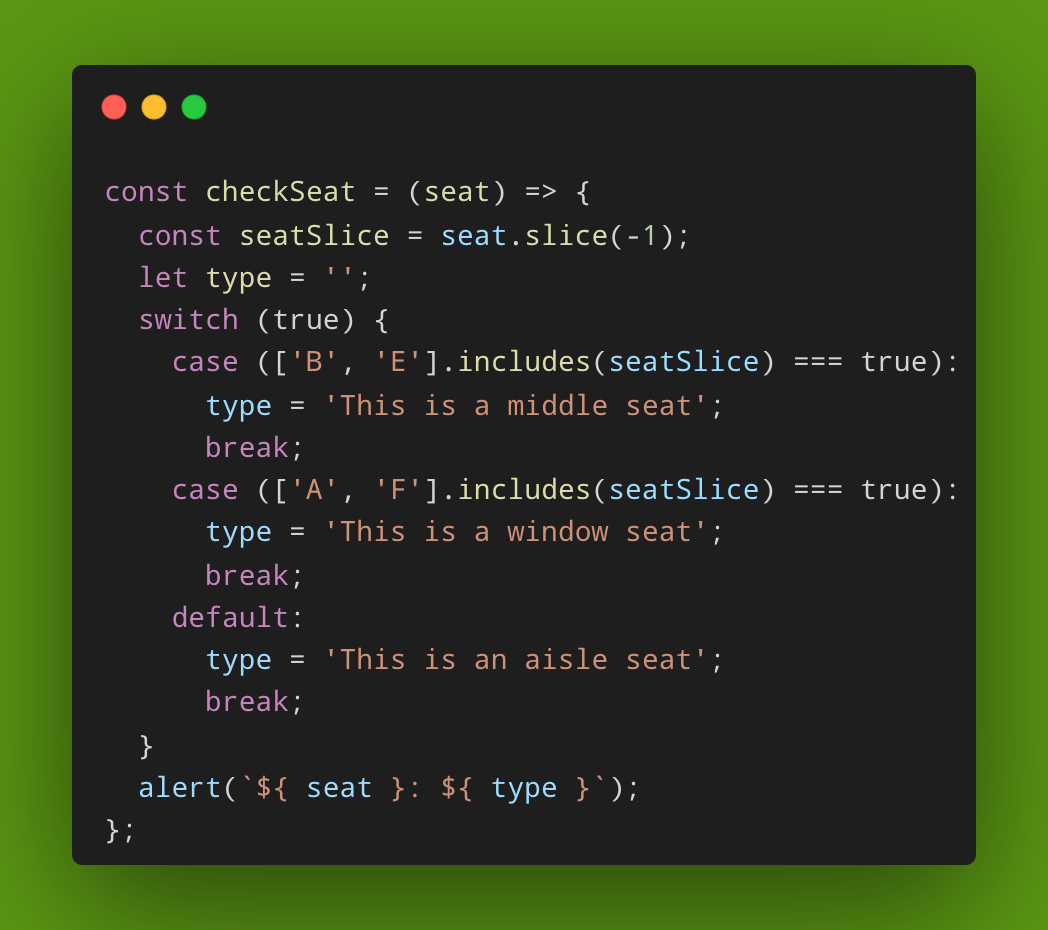 const checkSeat = (seat) => {
  const seatSlice = seat.slice(-1);
  let type = '';
  switch (true) {
    case (['B', 'E'].includes(seatSlice) === true):
      type = 'This is a middle seat';
      break;
    case (['A', 'F'].includes(seatSlice) === true):
      type = 'This is a window seat';
      break;
    default:
      type = 'This is an aisle seat';
      break;
  }
  alert(`${ seat }: ${ type }`);
};